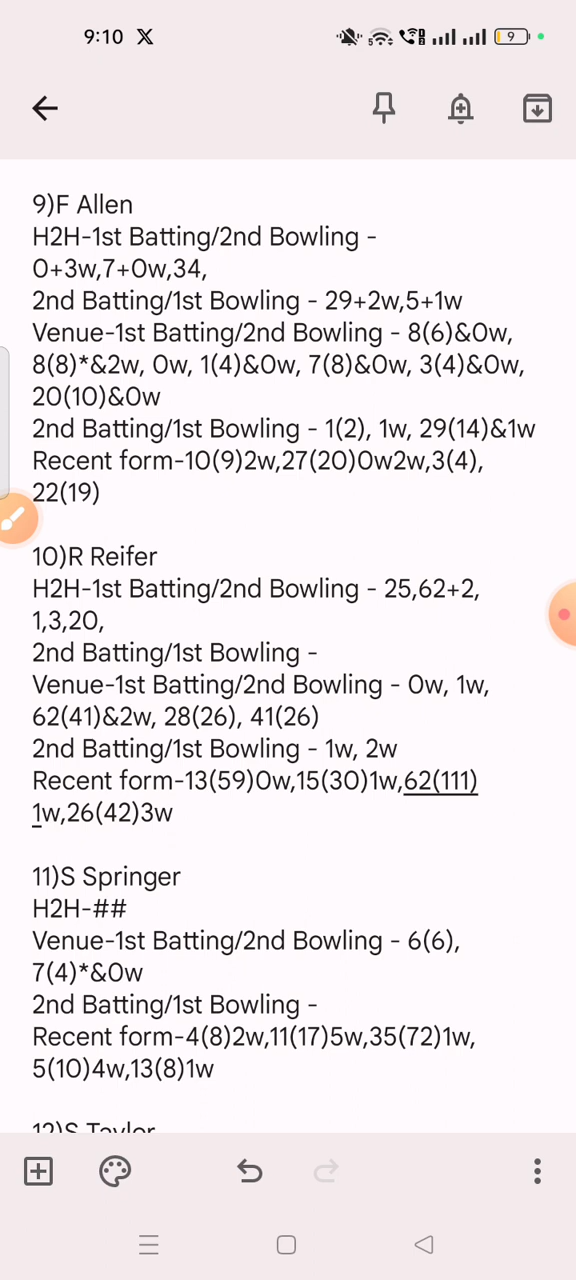 9:10 X
9
9)F Allen
H2H-1st Batting/2nd Bowling -
0+3w,7+0w,34,
2nd Batting/1st Bowling - 29+2w,5+1w
Venue-1st Batting/2nd Bowling - 8(6)&0w,
8(8)*&2w, 0w, 1(4)&0w, 7(8)&0w, 3(4)&0w,
20(10)&0w
2nd Batting/1st Bowling - 1(2), 1w, 29(14)&1w
Recent form-10(9)2w,27(20)0w2w,3(4),
22(19)
10)R Reifer
H2H-1st Batting/2nd Bowling - 25,62+2,
1,3,20,
2nd Batting/1st Bowling -
Venue-1st Batting/2nd Bowling - 0w, 1w,
62(41)&2w, 28(26), 41(26)
2nd Batting/1st Bowling - 1w, 2w
Recent form-13(59)0w,15(30)1w,62(111)
1w,26(42)3w
11)S Springer
H2H-##
Venue-1st Batting/2nd Bowling - 6(6),
7(4)*&0w
2nd Batting/1st Bowling -
Recent form-4(8)2w,11(17)5w,35(72)1w,
5(10)4w,13(8)1w
12)S Taylor